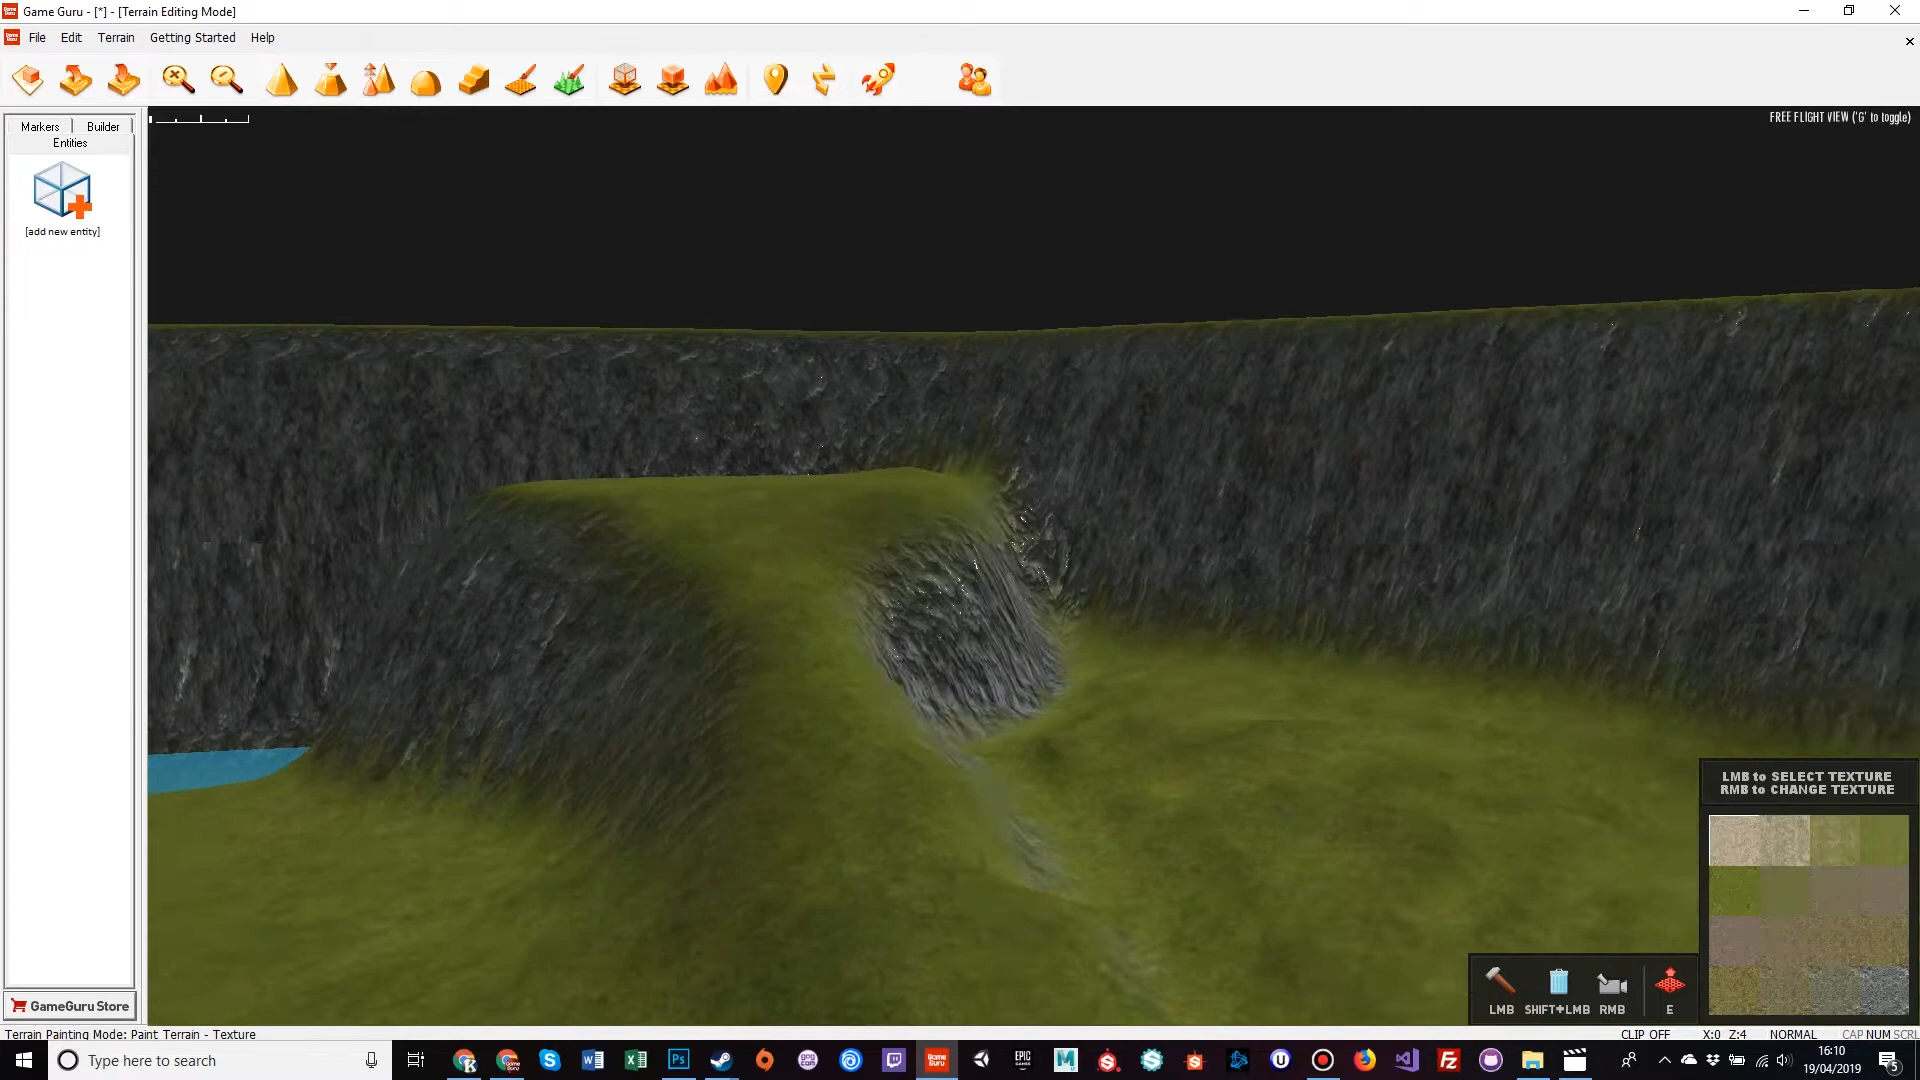 Game Guru - [*] - [Terrain Editing Mode]
File Edit Terrain Getting Started Help
Markers Builder
Entities
[add new entity]
FREE FLIGHT VIEW ('G' to toggle)
LMB to SELECT TEXTURE
RMB to CHANGE TEXTURE
LMB SHIFT+LMB RMB E
GameGuru Store
Terrain Painting Mode: Paint Terrain - Texture
CLIP OFF X:0 Z:4 NORMAL CAP NUM SCRL
Type here to search
16:10
19/04/2019
5